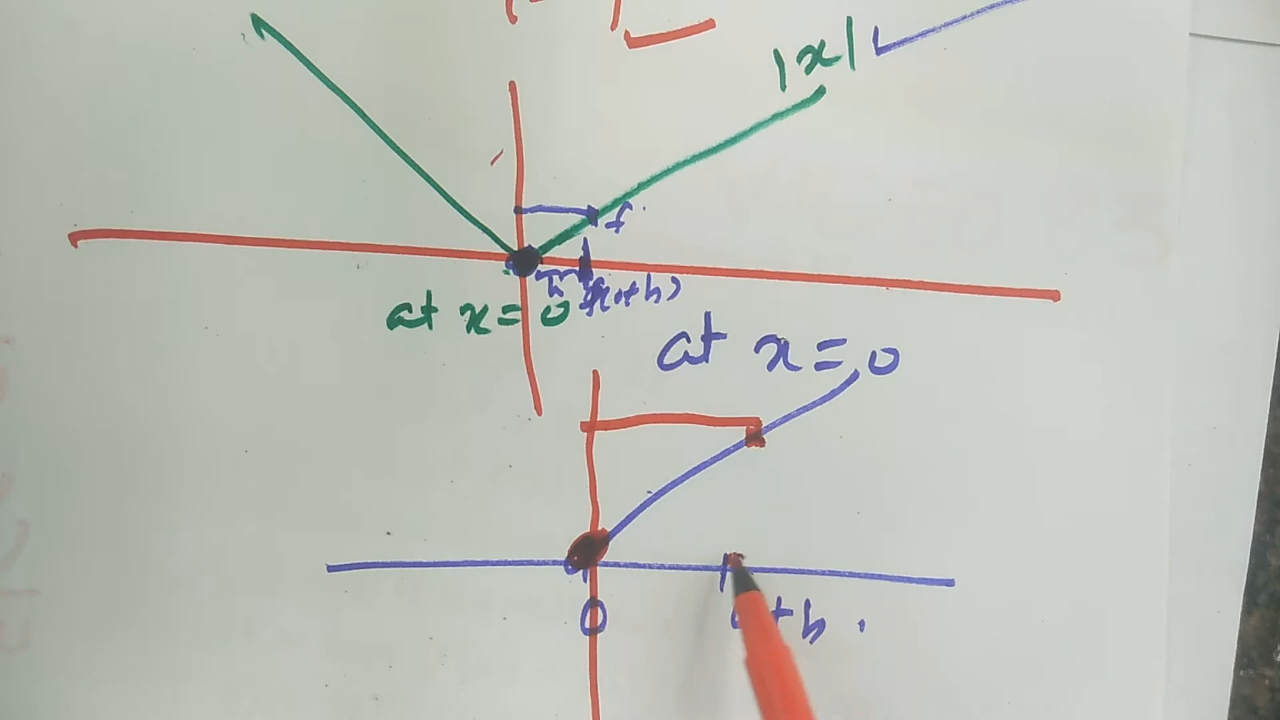 |x|
f
h
at x = 0
at x = 0
0
+h